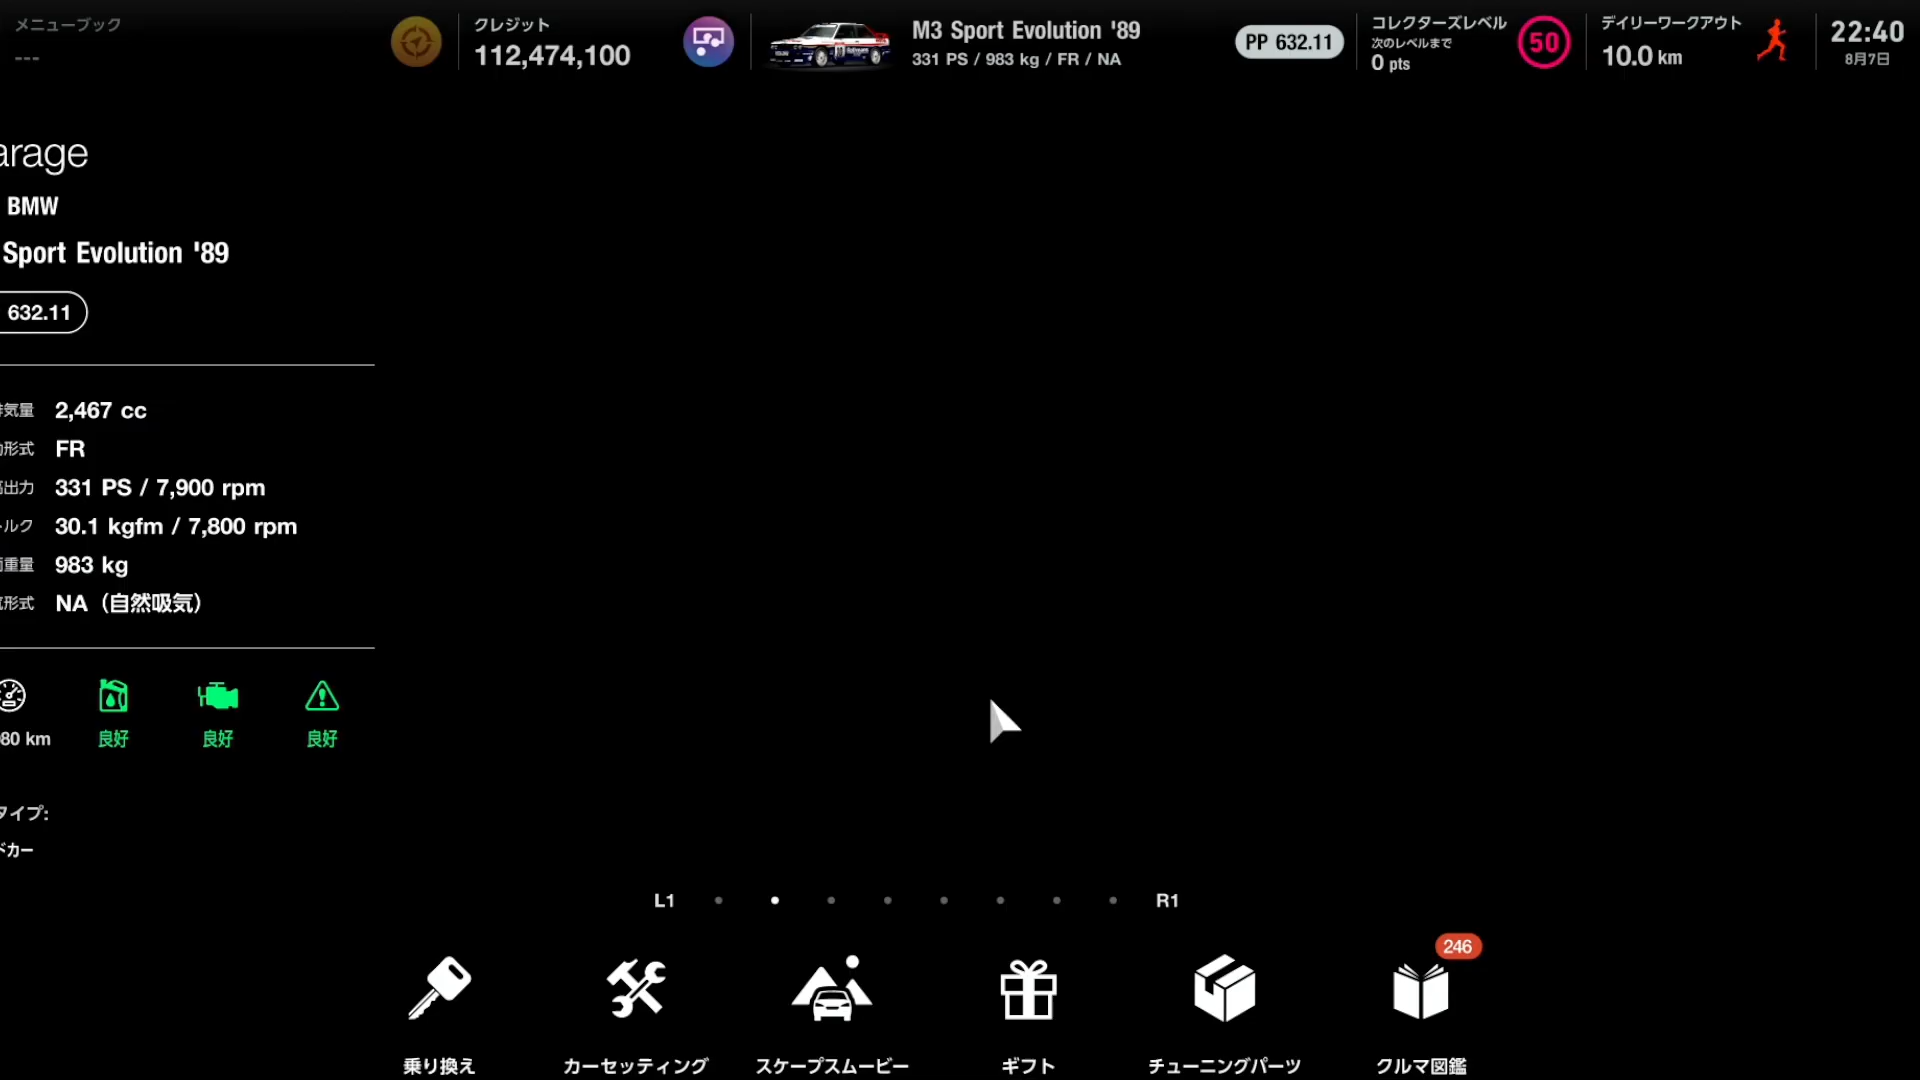 メニューブック
---
クレジット
112,474,100
M3 Sport Evolution '89
331 PS / 983 kg / FR / NA
PP 632.11
コレクターズレベル
次のレベルまで
0 pts
50
デイリーワークアウト
10.0 km
22:40
8月7日
arage
BMW
Sport Evolution '89
632.11
気量 2,467 cc
形式 FR
出力 331 PS / 7,900 rpm
ルク 30.1 kgfm / 7,800 rpm
重量 983 kg
形式 NA（自然吸気）
80 km
良好
良好
良好
タイプ:
ドカー
L1
R1
246
乗り換え
カーセッティング
スケープスムービー
ギフト
チューニングパーツ
クルマ図鑑